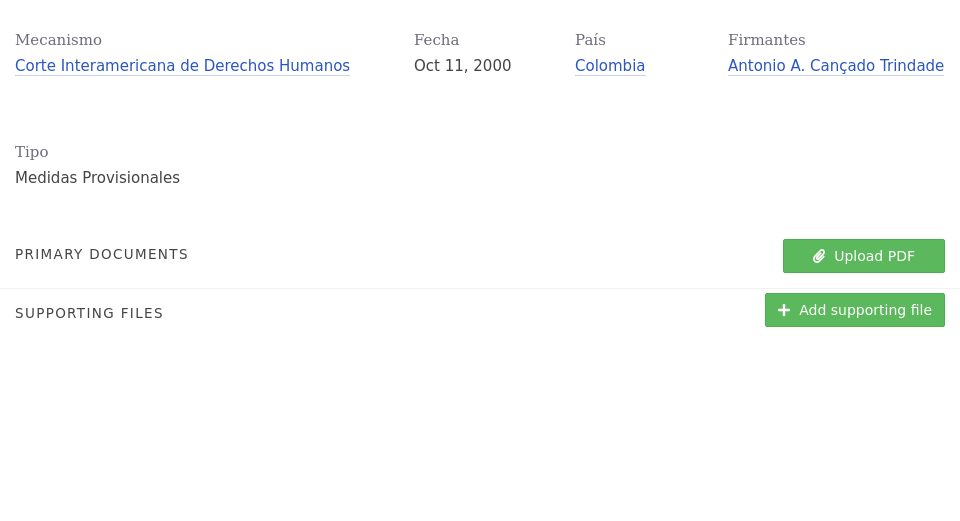 Mecanismo
Corte Interamericana de Derechos Humanos
Fecha
Oct 11, 2000
País
Colombia
Firmantes
Antonio A. Cançado Trindade
Tipo
Medidas Provisionales
PRIMARY DOCUMENTS
Upload PDF
SUPPORTING FILES
Add supporting file